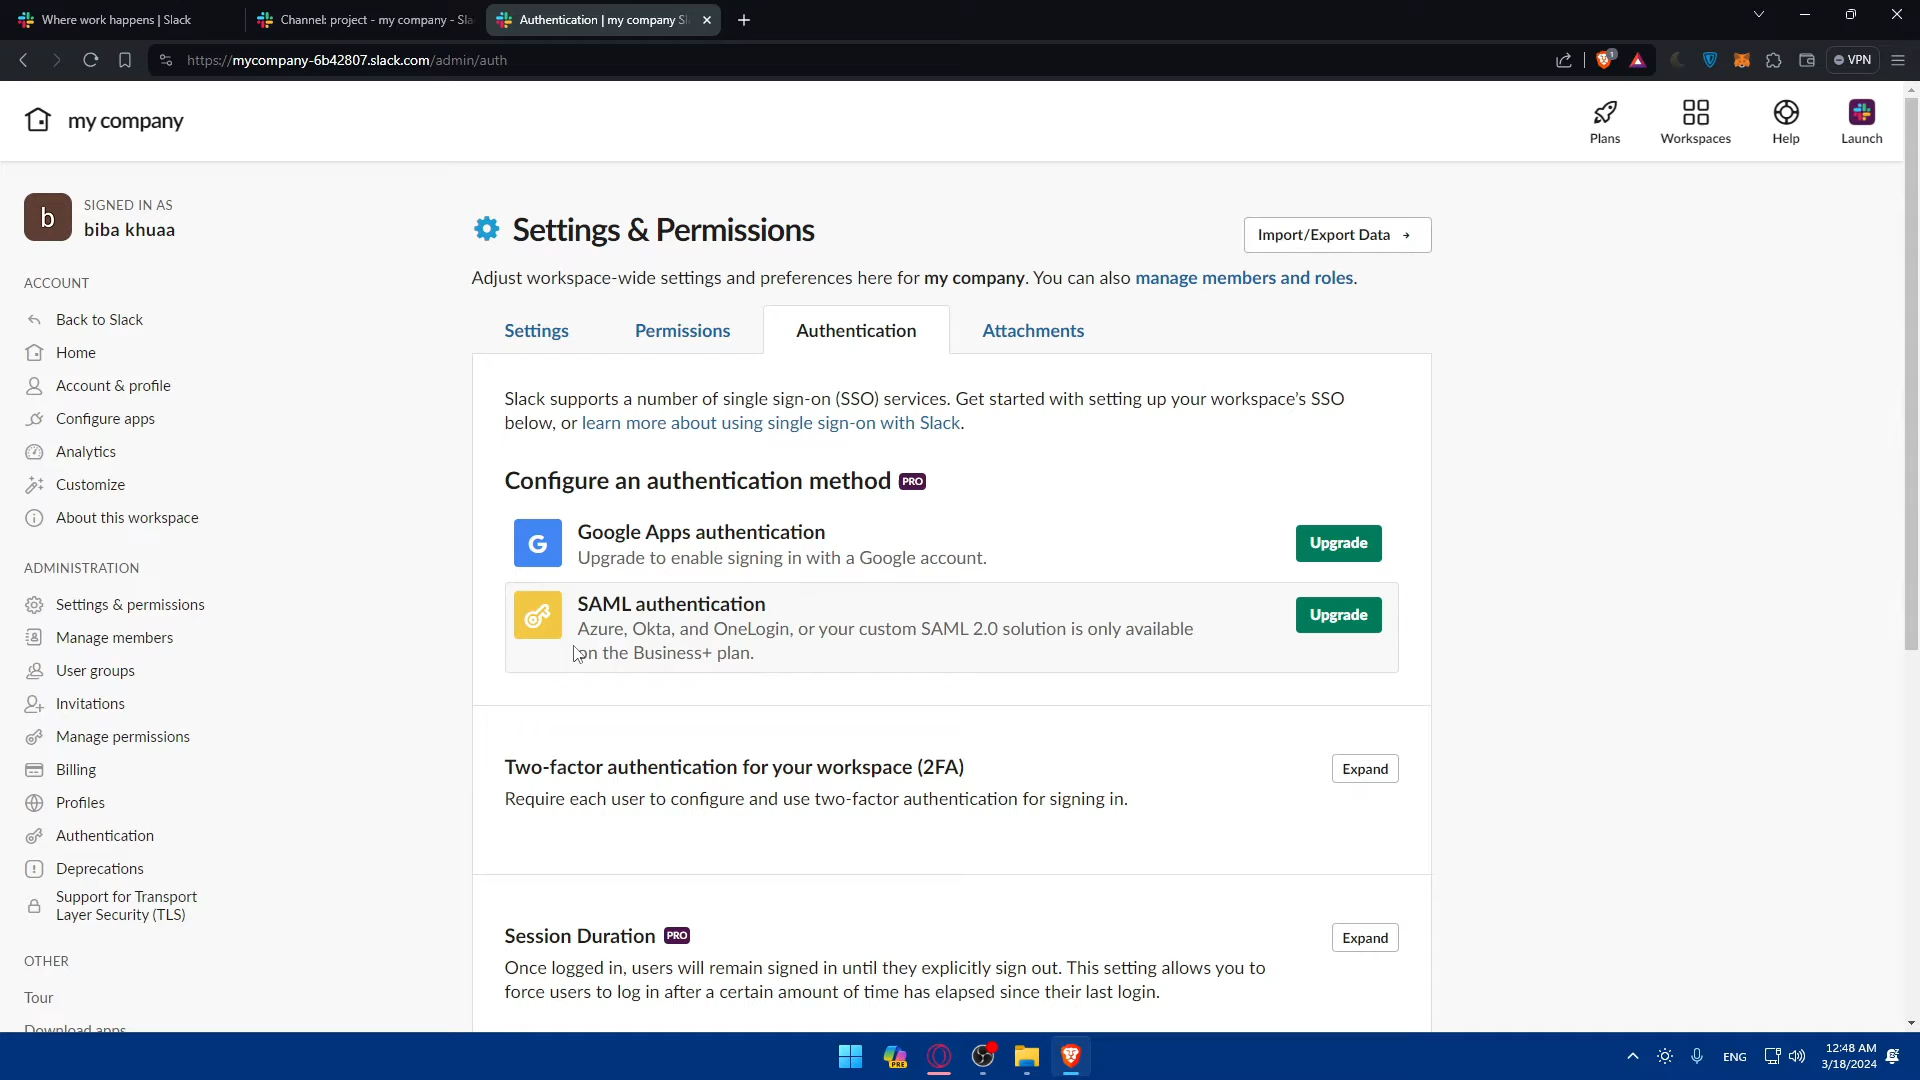 Where work happens | Slack
Channel: project - my company - Sla
Authentication | my company Sl
https://mycompany-6b42807.slack.com/admin/auth
1
VPN
my company
Plans
Workspaces
Help
Launch
b
SIGNED IN AS
biba khuaa
ACCOUNT
Back to Slack
Home
Account & profile
Configure apps
Analytics
Customize
About this workspace
ADMINISTRATION
Settings & permissions
Manage members
User groups
Invitations
Manage permissions
Billing
Profiles
Authentication
Deprecations
Support for Transport
Layer Security (TLS)
OTHER
Tour
Download apps
Settings & Permissions
Import/Export Data →
Adjust workspace-wide settings and preferences here for my company. You can also manage members and roles.
Settings
Permissions
Authentication
Attachments
Slack supports a number of single sign-on (SSO) services. Get started with setting up your workspace's SSO
below, or learn more about using single sign-on with Slack.
Configure an authentication method PRO
G
Google Apps authentication
Upgrade to enable signing in with a Google account.
Upgrade
SAML authentication
Azure, Okta, and OneLogin, or your custom SAML 2.0 solution is only available
on the Business+ plan.
Upgrade
Two-factor authentication for your workspace (2FA)
Expand
Require each user to configure and use two-factor authentication for signing in.
Session Duration PRO
Expand
Once logged in, users will remain signed in until they explicitly sign out. This setting allows you to
force users to log in after a certain amount of time has elapsed since their last login.
PRE
ENG
12:48 AM
3/18/2024